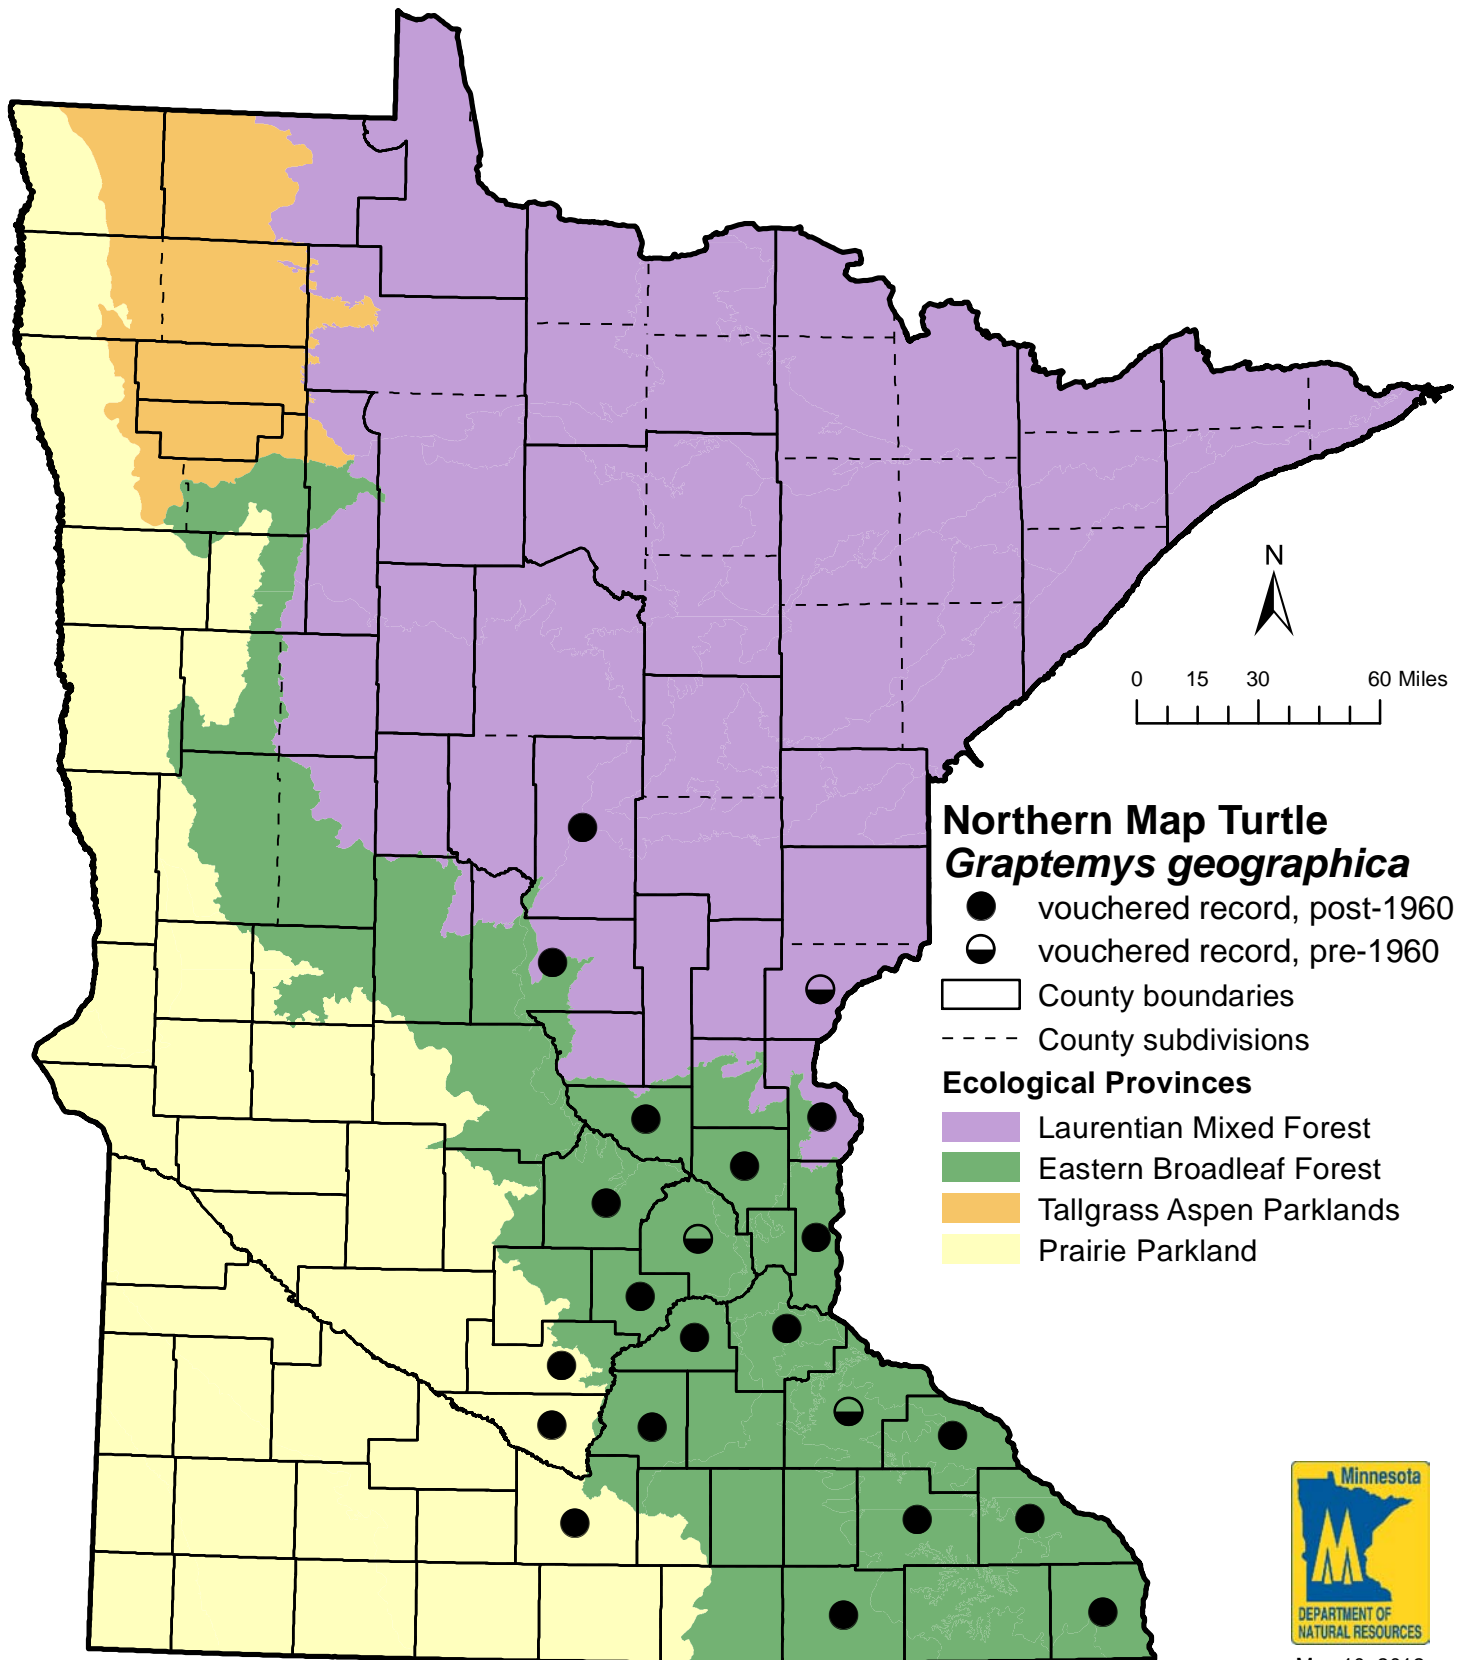 N
0 15 30 60 Miles
Northern Map Turtle
Graptemys geographica
vouchered record, post-1960
vouchered record, pre-1960
County boundaries
County subdivisions
Ecological Provinces
Laurentian Mixed Forest
Eastern Broadleaf Forest
Tallgrass Aspen Parklands
Prairie Parkland
Minnesota
DEPARTMENT OF
NATURAL RESOURCES